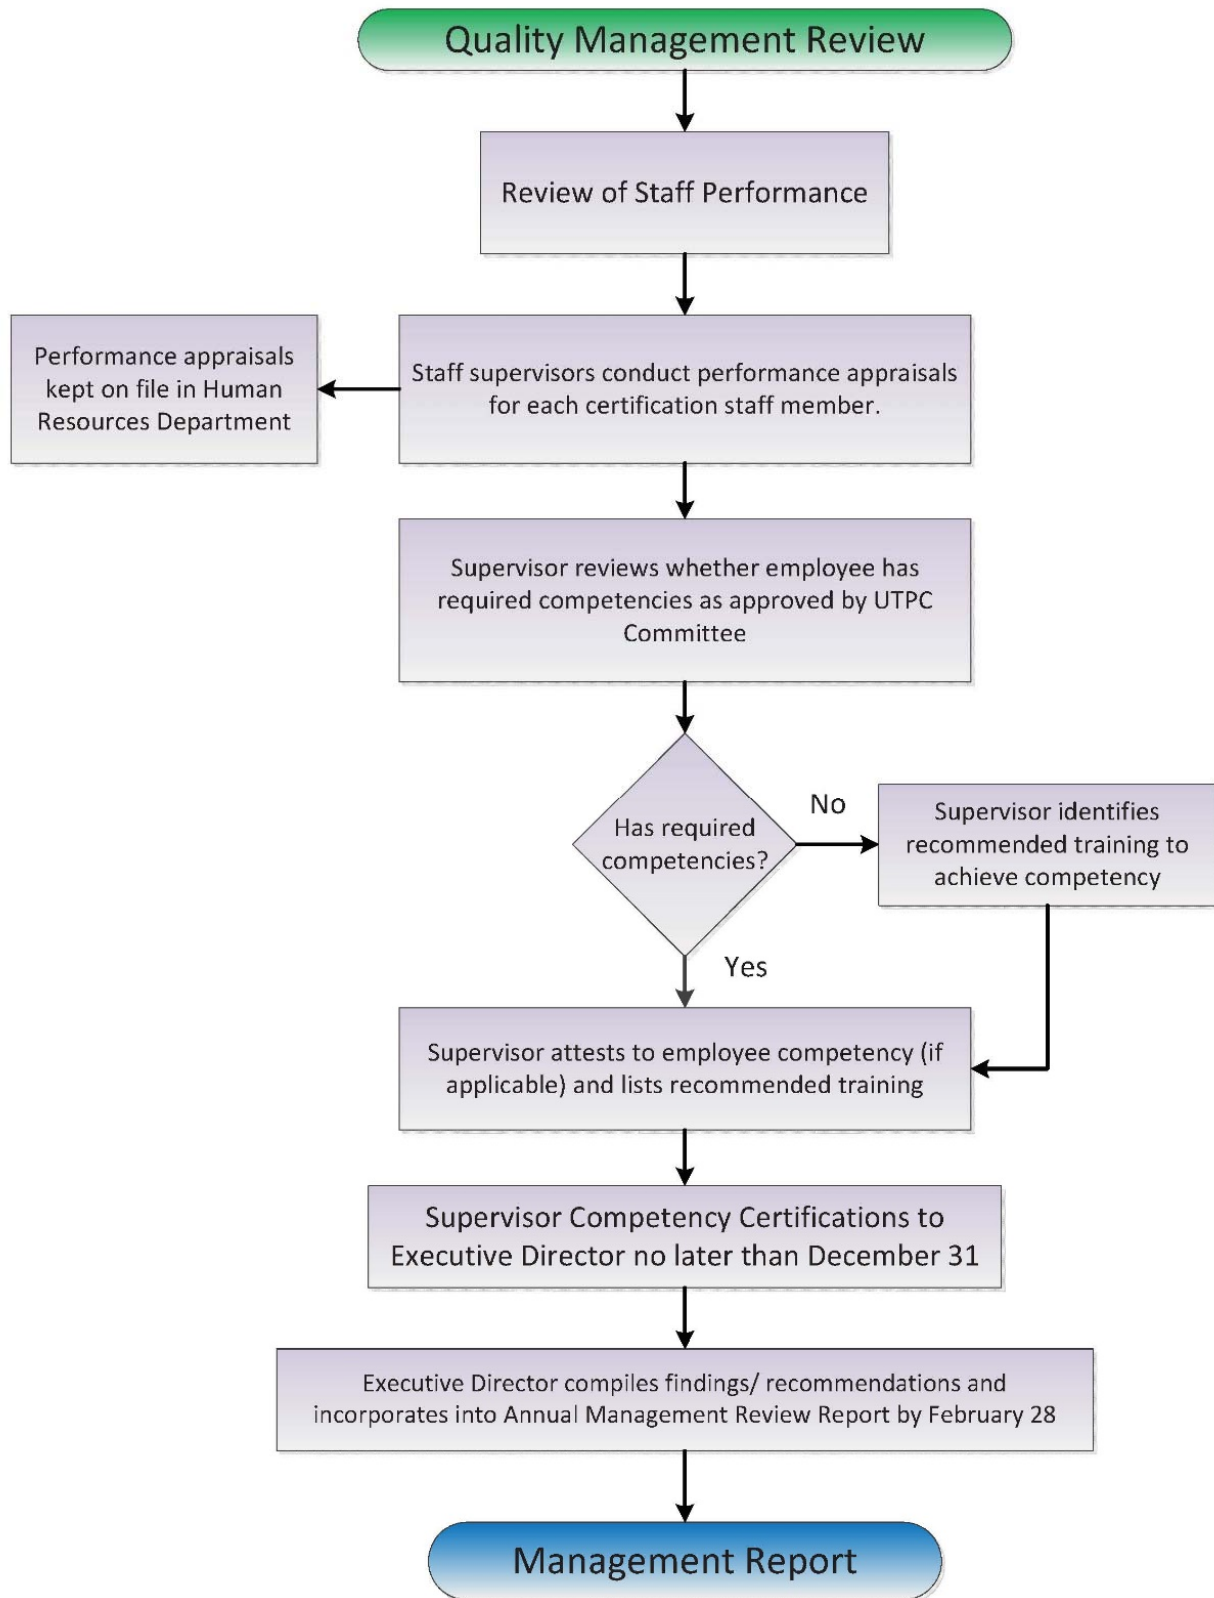 Quality Management Review
Review of Staff Performance
Performance appraisals
kept on file in Human
Resources Department
Staff supervisors conduct performance appraisals
for each certification staff member.
Supervisor reviews whether employee has
required competencies as approved by UTPC
Committee
Has required
competencies?
No
Supervisor identifies
recommended training to
achieve competency
Yes
Supervisor attests to employee competency (if
applicable) and lists recommended training
Supervisor Competency Certifications to
Executive Director no later than December 31
Executive Director compiles findings/ recommendations and
incorporates into Annual Management Review Report by February 28
Management Report